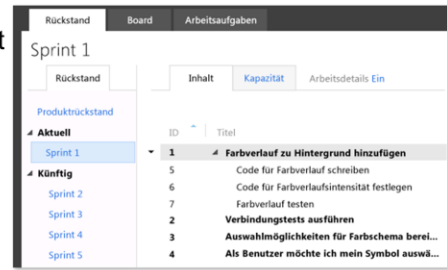 t
Rückstand Board Arbeitsaufgaben
Sprint 1
Rückstand Inhalt Kapazität Arbeitsdetails Ein
Produktrückstand
Aktuell
Sprint 1
Künftig
Sprint 2
Sprint 3
Sprint 4
Sprint 5
ID Titel
1 Farbverlauf zu Hintergrund hinzufügen
5 Code für Farbverlauf schreiben
6 Code für Farbverlaufsintensität festlegen
7 Farbverlauf testen
2 Verbindungstests ausführen
3 Auswahlmöglichkeiten für Farbschema berei...
4 Als Benutzer möchte ich mein Symbol auswä...